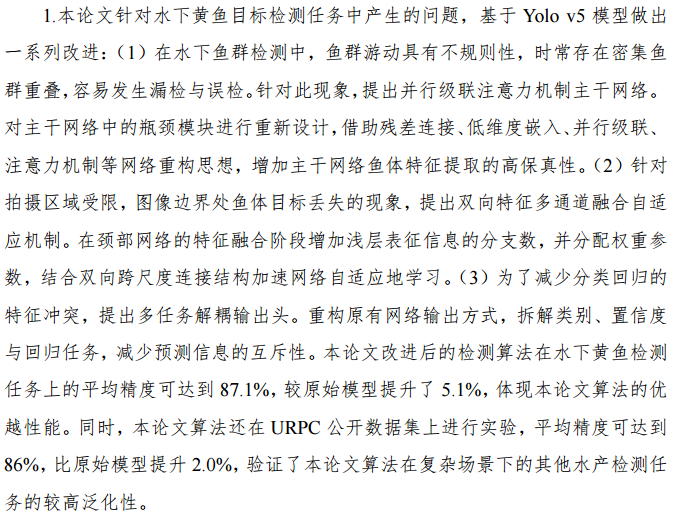 1.本论文针对水下黄鱼目标检测任务中产生的问题，基于 Yolo v5 模型做出
一系列改进：（1）在水下鱼群检测中，鱼群游动具有不规则性，时常存在密集鱼
群重叠，容易发生漏检与误检。针对此现象，提出并行级联注意力机制主干网络。
对主干网络中的瓶颈模块进行重新设计，借助残差连接、低维度嵌入、并行级联、
注意力机制等网络重构思想，增加主干网络鱼体特征提取的高保真性。（2）针对
拍摄区域受限，图像边界处鱼体目标丢失的现象，提出双向特征多通道融合自适
应机制。在颈部网络的特征融合阶段增加浅层表征信息的分支数，并分配权重参
数，结合双向跨尺度连接结构加速网络自适应地学习。（3）为了减少分类回归的
特征冲突，提出多任务解耦输出头。重构原有网络输出方式，拆解类别、置信度
与回归任务，减少预测信息的互斥性。本论文改进后的检测算法在水下黄鱼检测
任务上的平均精度可达到 87.1%，较原始模型提升了 5.1%，体现本论文算法的优
越性能。同时，本论文算法还在 URPC 公开数据集上进行实验，平均精度可达到
86%，比原始模型提升 2.0%，验证了本论文算法在复杂场景下的其他水产检测任
务的较高泛化性。